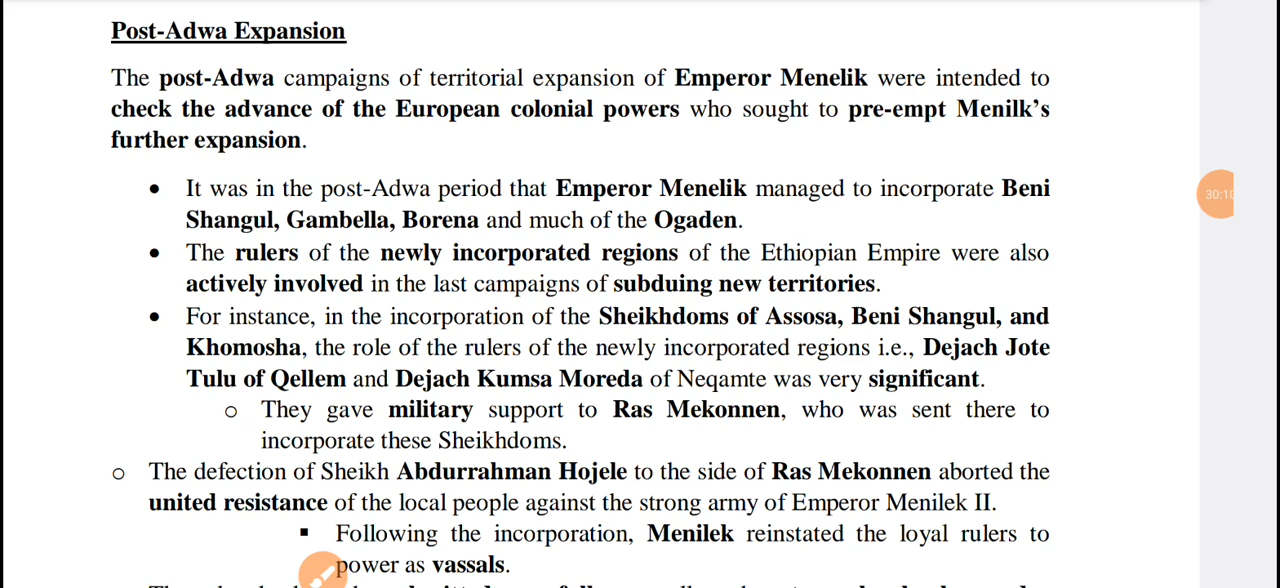 Post-Adwa Expansion
The post-Adwa campaigns of territorial expansion of Emperor Menelik were intended to
check the advance of the European colonial powers who sought to pre-empt Menilk’s
further expansion.
• It was in the post-Adwa period that Emperor Menelik managed to incorporate Beni
Shangul, Gambella, Borena and much of the Ogaden.
• The rulers of the newly incorporated regions of the Ethiopian Empire were also
actively involved in the last campaigns of subduing new territories.
• For instance, in the incorporation of the Sheikhdoms of Assosa, Beni Shangul, and
Khomosha, the role of the rulers of the newly incorporated regions i.e., Dejach Jote
Tulu of Qellem and Dejach Kumsa Moreda of Neqamte was very significant.
o They gave military support to Ras Mekonnen, who was sent there to
incorporate these Sheikhdoms.
o The defection of Sheikh Abdurrahman Hojele to the side of Ras Mekonnen aborted the
united resistance of the local people against the strong army of Emperor Menilek II.
▪ Following the incorporation, Menilek reinstated the loyal rulers to
power as vassals.
30:10